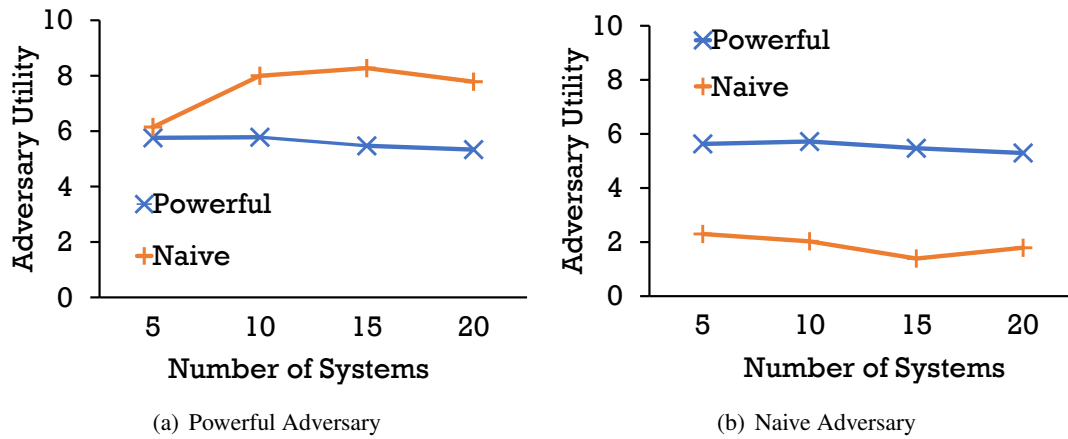 Adversary Utility
10
8
6
4
2
0
Powerful
Naive
5 10 15 20
Number of Systems
(a) Powerful Adversary
Adversary Utility
10
8
6
4
2
0
Powerful
Naive
5 10 15 20
Number of Systems
(b) Naive Adversary